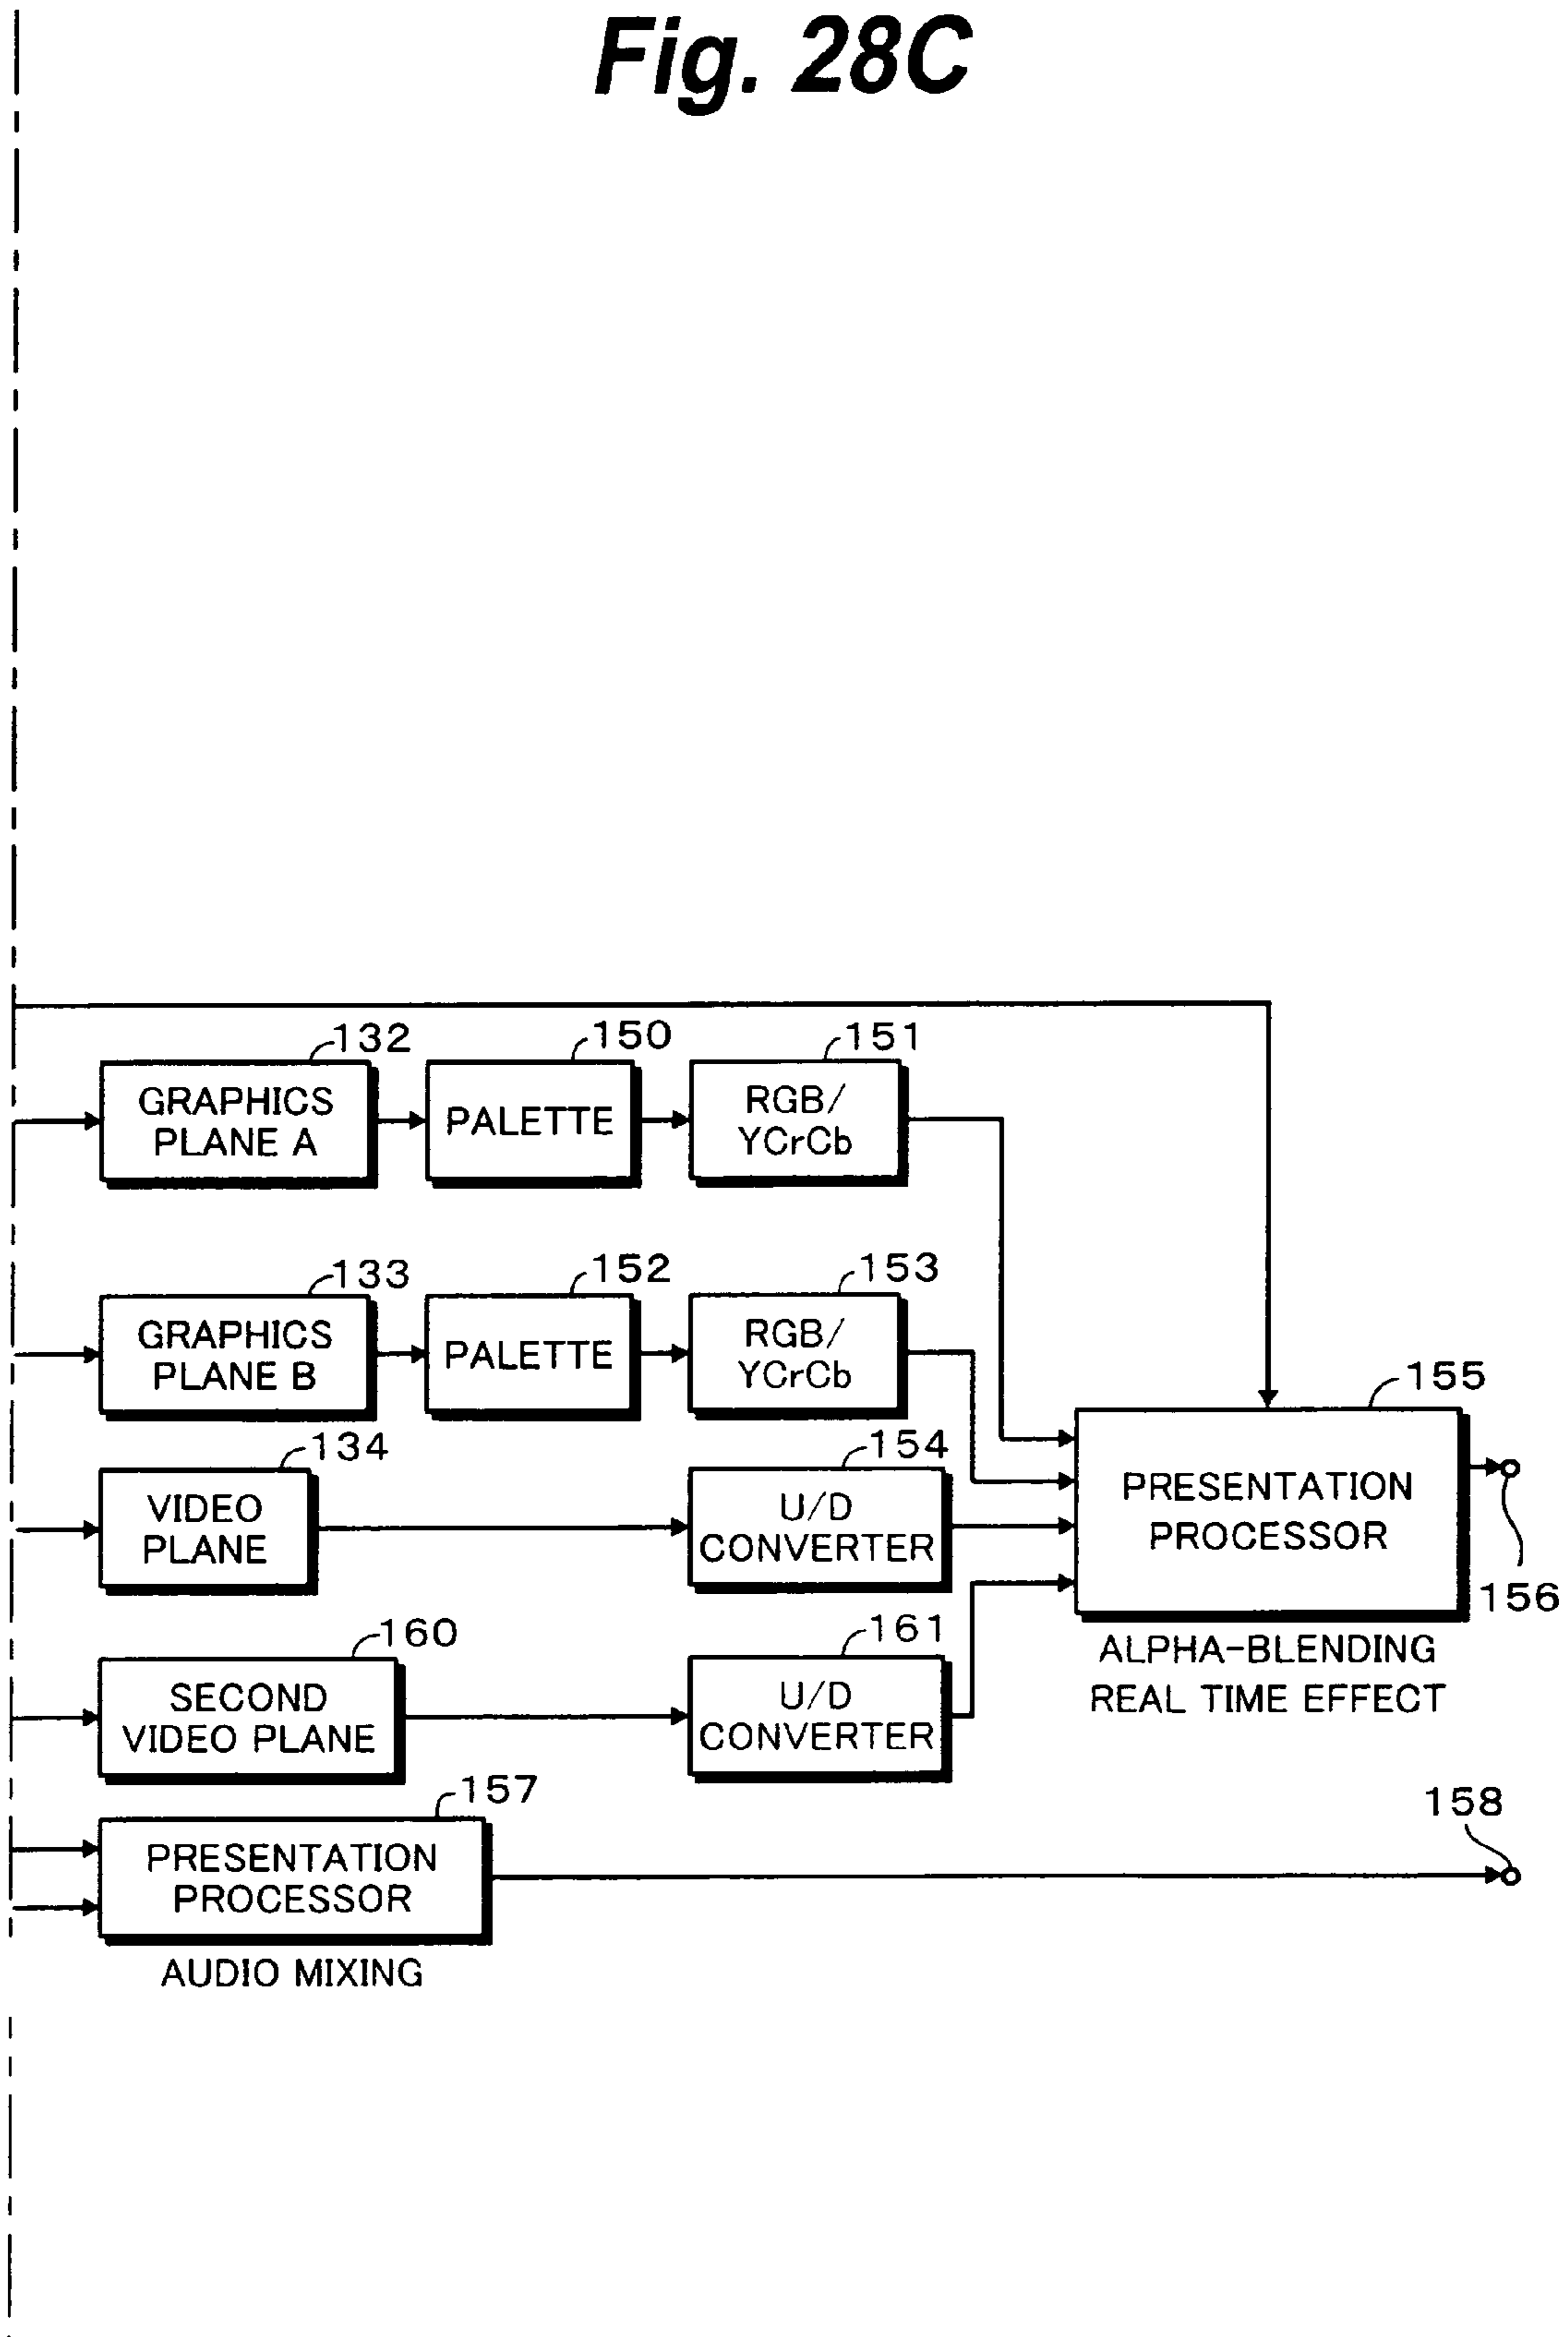 Fig. 28C
132
150
151
GRAPHICS
PLANE A
PALETTE
RGB/
YCrCb
133
152
153
GRAPHICS
PLANE B
PALETTE
RGB/
YCrCb
155
134
154
VIDEO
PLANE
U/D
CONVERTER
PRESENTATION
PROCESSOR
156
160
161
SECOND
VIDEO PLANE
U/D
CONVERTER
ALPHA-BLENDING
REAL TIME EFFECT
157
158
PRESENTATION
PROCESSOR
AUDIO MIXING